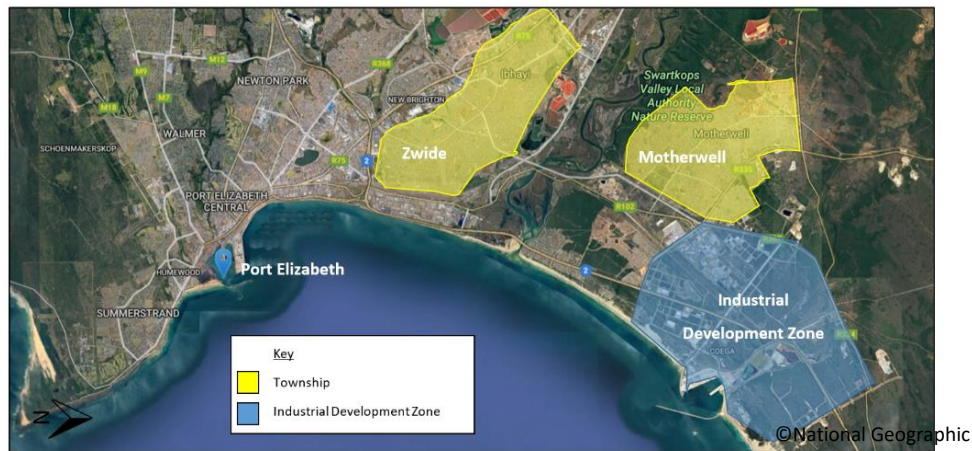 R75
M12
M9
R368
Ibhayi
NEWTON PARK
Swartkops
Valley Local
Authority
Nature Reserve
M7
NEW BRIGHTON
M18
Motherwell
WALMER
SCHOENMAKERSKOP
Zwide
Motherwell
R75
2
R335
PORT ELIZABETH
CENTRAL
R102
Port Elizabeth
HUMEWOOD
2
SUMMERSTRAND
Industrial
Development Zone
COEGA
Key
Township
Industrial Development Zone
N
©National Geographic